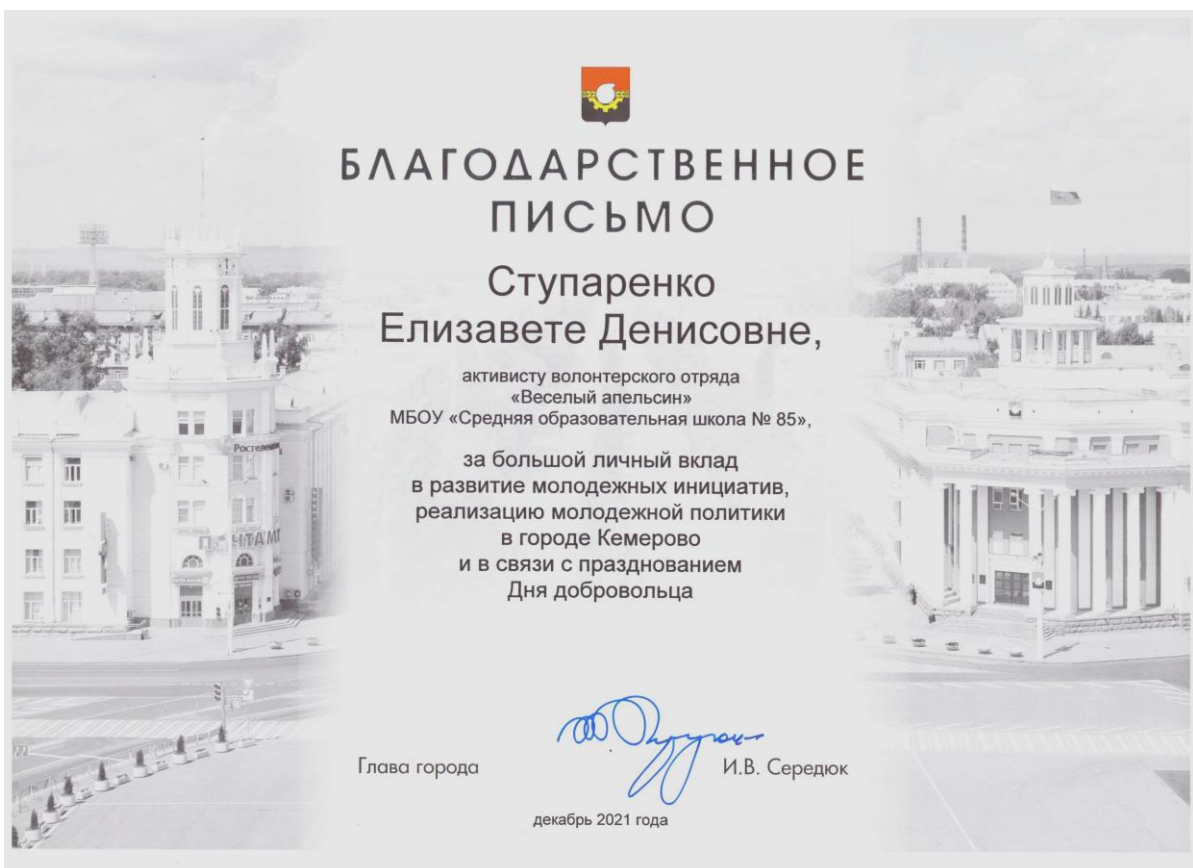 БЛАГОДАРСТВЕННОЕ
ПИСЬМО
Ступаренко
Елизавете Денисовне,
активисту волонтерского отряда
«Веселый апельсин»
МБОУ «Средняя образовательная школа № 85»,
за большой личный вклад
в развитие молодежных инициатив,
реализацию молодежной политики
в городе Кемерово
и в связи с празднованием
Дня добровольца
Глава города
И.В. Середюк
декабрь 2021 года